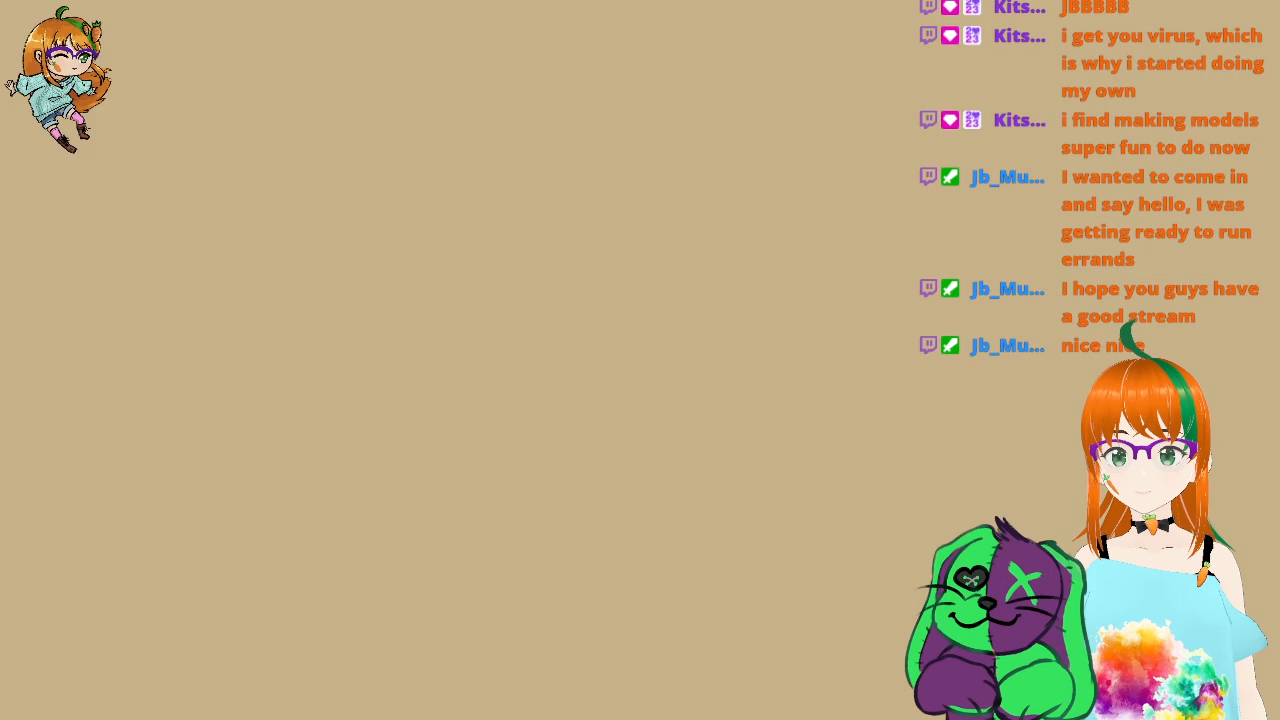 Kits... JBBBBB
Kits... i get you virus, which
is why i started doing
my own
Kits... i find making models
super fun to do now
Jb_Mu... I wanted to come in
and say hello, I was
getting ready to run
errands
Jb_Mu... I hope you guys have
a good stream
Jb_Mu... nice nice